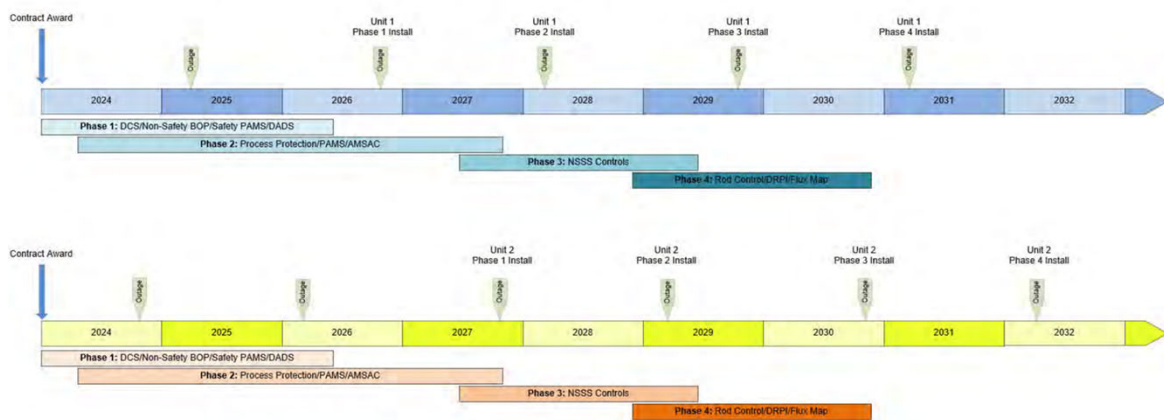 Contract Award
Unit 1
Phase 1 Install
Unit 1
Phase 2 Install
Unit 1
Phase 3 Install
Unit 1
Phase 4 Install
Outage
Outage
Outage
Outage
Outage
2024 2025 2026 2027 2028 2029 2030 2031 2032
Phase 1: DCS/Non-Safety BOP/Safety PAMS/DADS
Phase 2: Process Protection/PAMS/AMSAC
Phase 3: NSSS Controls
Phase 4: Rod Control/DRPI/Flux Map
Contract Award
Unit 2
Phase 1 Install
Unit 2
Phase 2 Install
Unit 2
Phase 3 Install
Unit 2
Phase 4 Install
Outage
Outage
Outage
Outage
Outage
Outage
2024 2025 2026 2027 2028 2029 2030 2031 2032
Phase 1: DCS/Non-Safety BOP/Safety PAMS/DADS
Phase 2: Process Protection/PAMS/AMSAC
Phase 3: NSSS Controls
Phase 4: Rod Control/DRPI/Flux Map